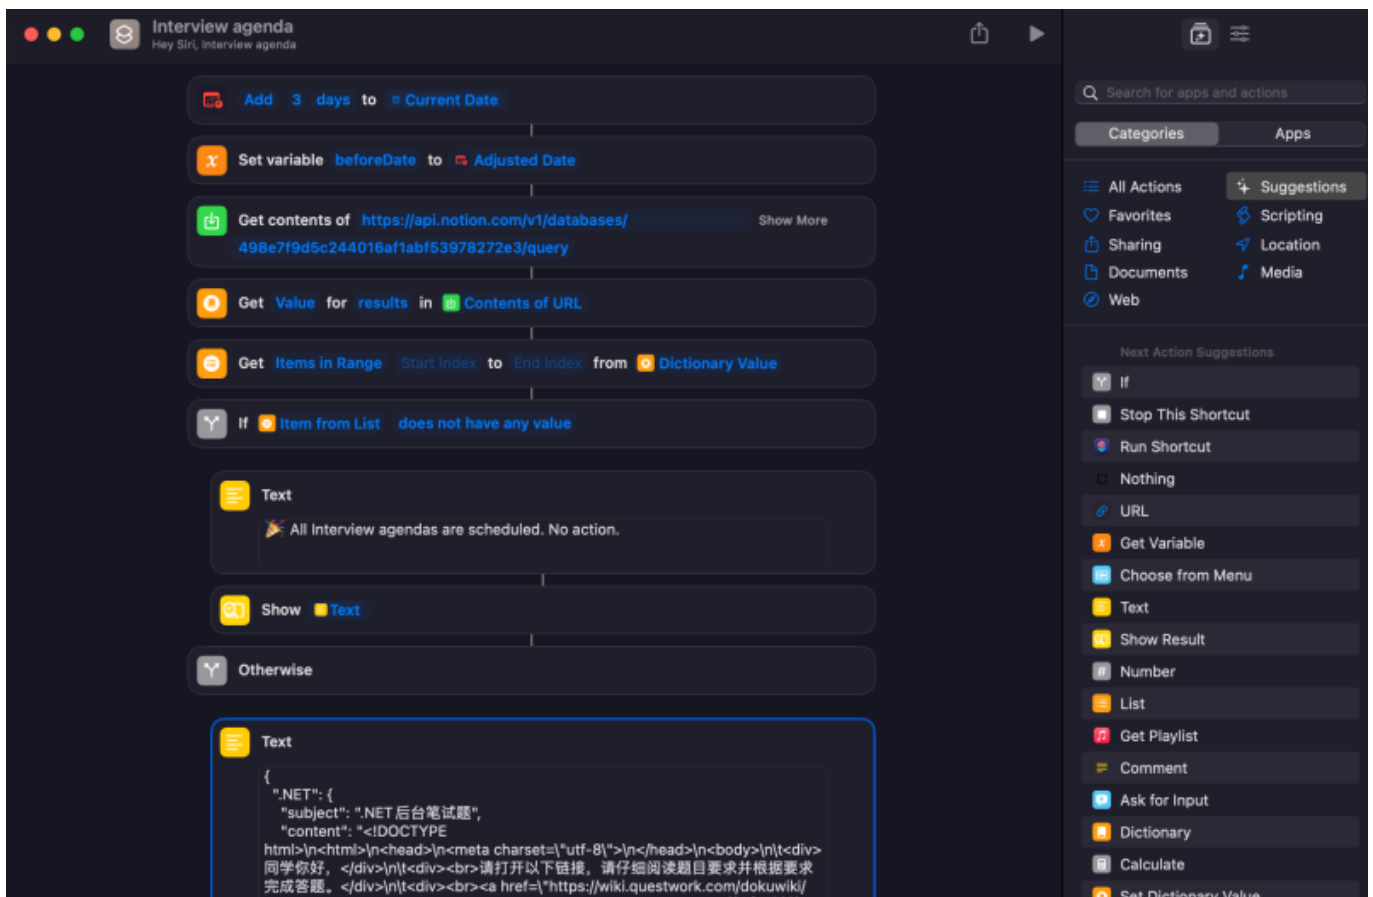 Interview agenda
Hey Siri, Interview agenda
Add 3 days to Current Date
Set variable beforeDate to Adjusted Date
Get contents of https://api.notion.com/v1/databases/ Show More
498e7f9d5c244016af1abf53978272e3/query
Get Value for results in Contents of URL
Get Items in Range Start Index to End Index from Dictionary Value
If Item from List does not have any value
Text
🎉 All Interview agendas are scheduled. No action.
Show Text
Otherwise
Text
{
".NET": {
"subject": ".NET后台笔试题",
"content": "<!DOCTYPE
html>\n<html>\n<head>\n<meta charset=\"utf-8\">\n</head>\n<body>\n\t<div>
同学你好，</div>\n\t<div><br>请打开以下链接，请仔细阅读题目要求并根据要求
完成答题。</div>\n\t<div><br><a href=\"https://wiki.questwork.com/dokuwiki/
Search for apps and actions
Categories Apps
All Actions Suggestions
Favorites Scripting
Sharing Location
Documents Media
Web
Next Action Suggestions
If
Stop This Shortcut
Run Shortcut
Nothing
URL
Get Variable
Choose from Menu
Text
Show Result
Number
List
Get Playlist
Comment
Ask for Input
Dictionary
Calculate
Set Dictionary Value